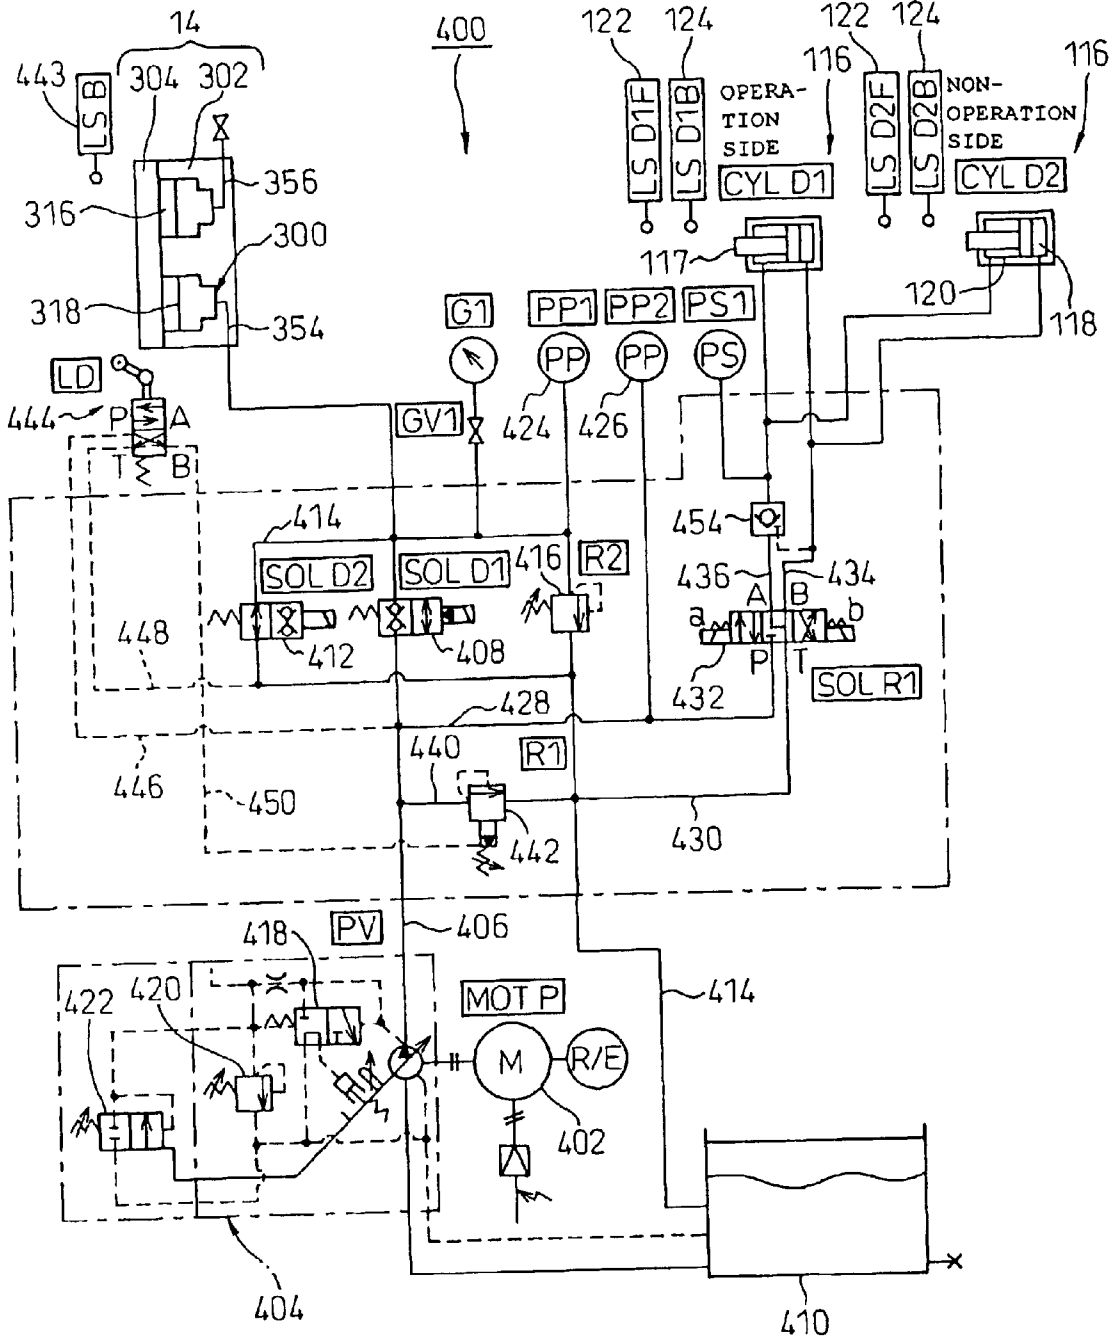 14
400
122
124
122
124
443
304
302
116
116
LS B
LS D1F
LS D1B
OPERA-
TION
SIDE
LS D2F
LS D2B
NON-
OPERATION
SIDE
CYL D1
CYL D2
356
316
300
117
120
118
318
354
G1
PP1
PP2
PS1
PP
PP
PS
LD
444
P A
T B
GV1
424
426
414
454
SOL D2
SOL D1
416
R2
436
434
A B
a b
412
408
P T
432
SOL R1
448
428
446
450
440
R1
442
430
418
PV
406
422
420
MOT P
414
M
R/E
402
404
410